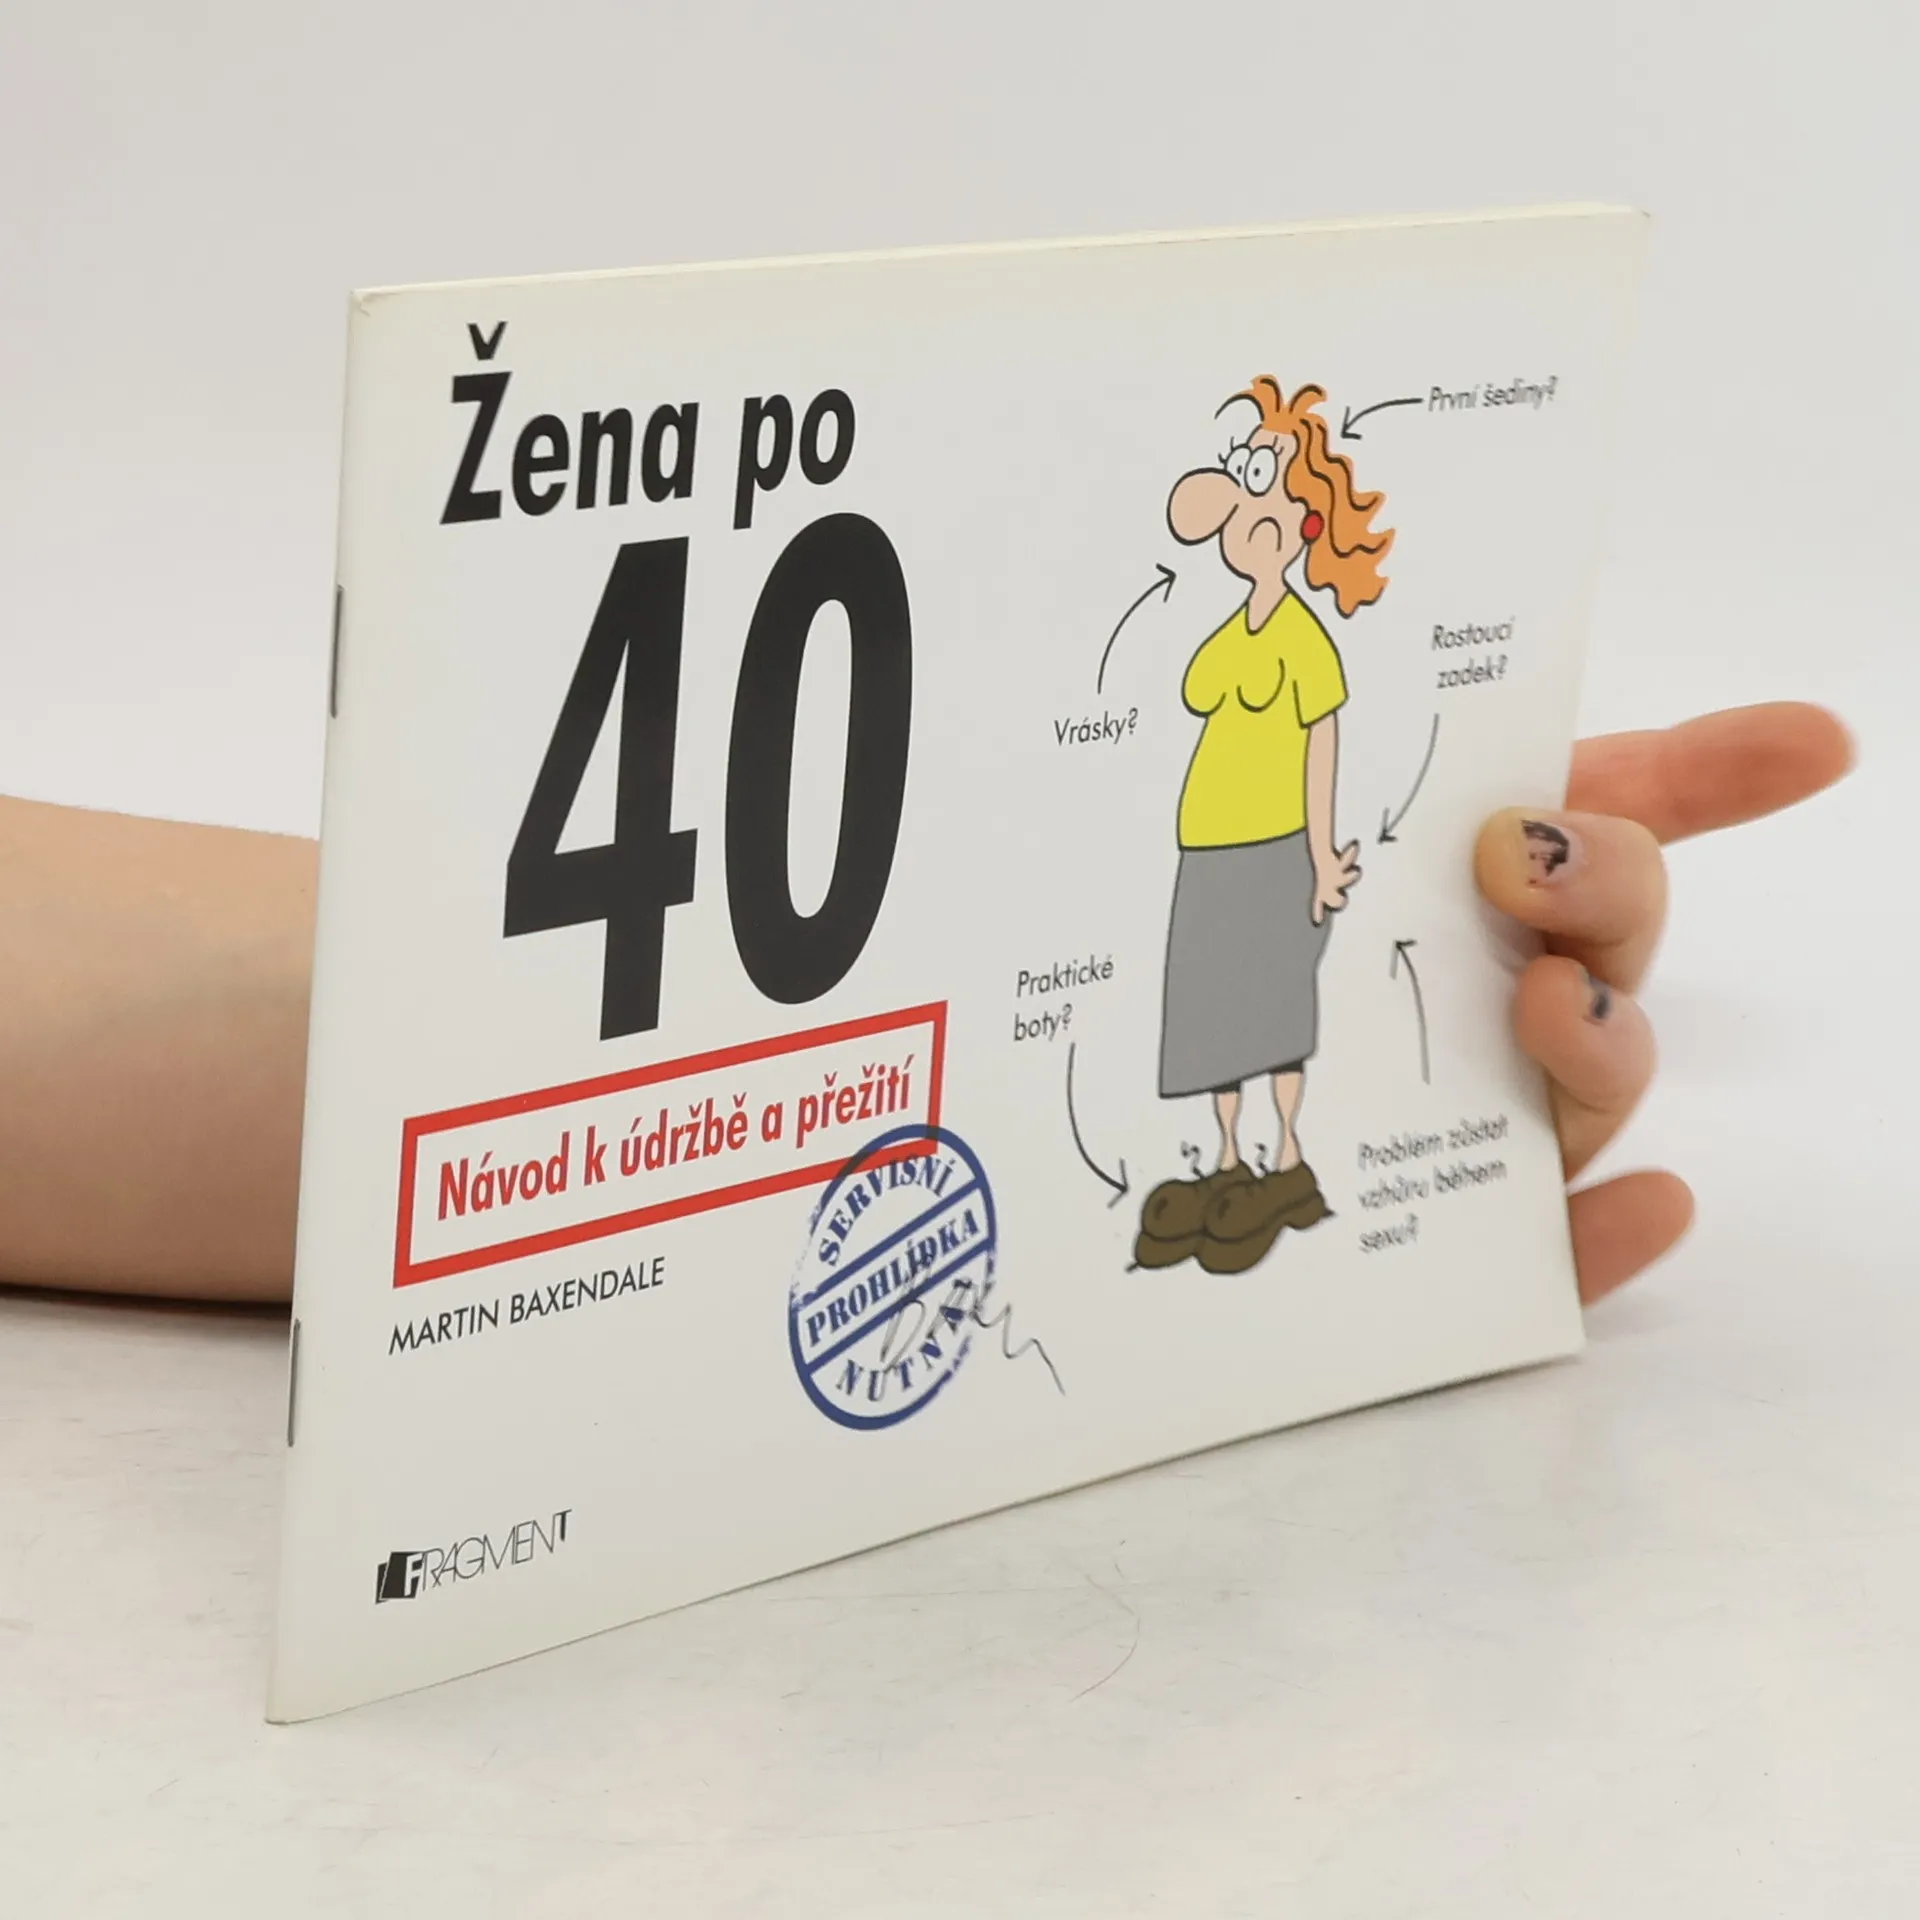 Žena po
40
Návod k údržbě a přežití
MARTIN BAXENDALE
SERVISNÍ
PROHLÍDKA
NUTNÁ
FRAGMENT
První šediny?
Vrásky?
Rostoucí
zadek?
Praktické
boty?
Problém zůstat
vzhůru během
sexu?